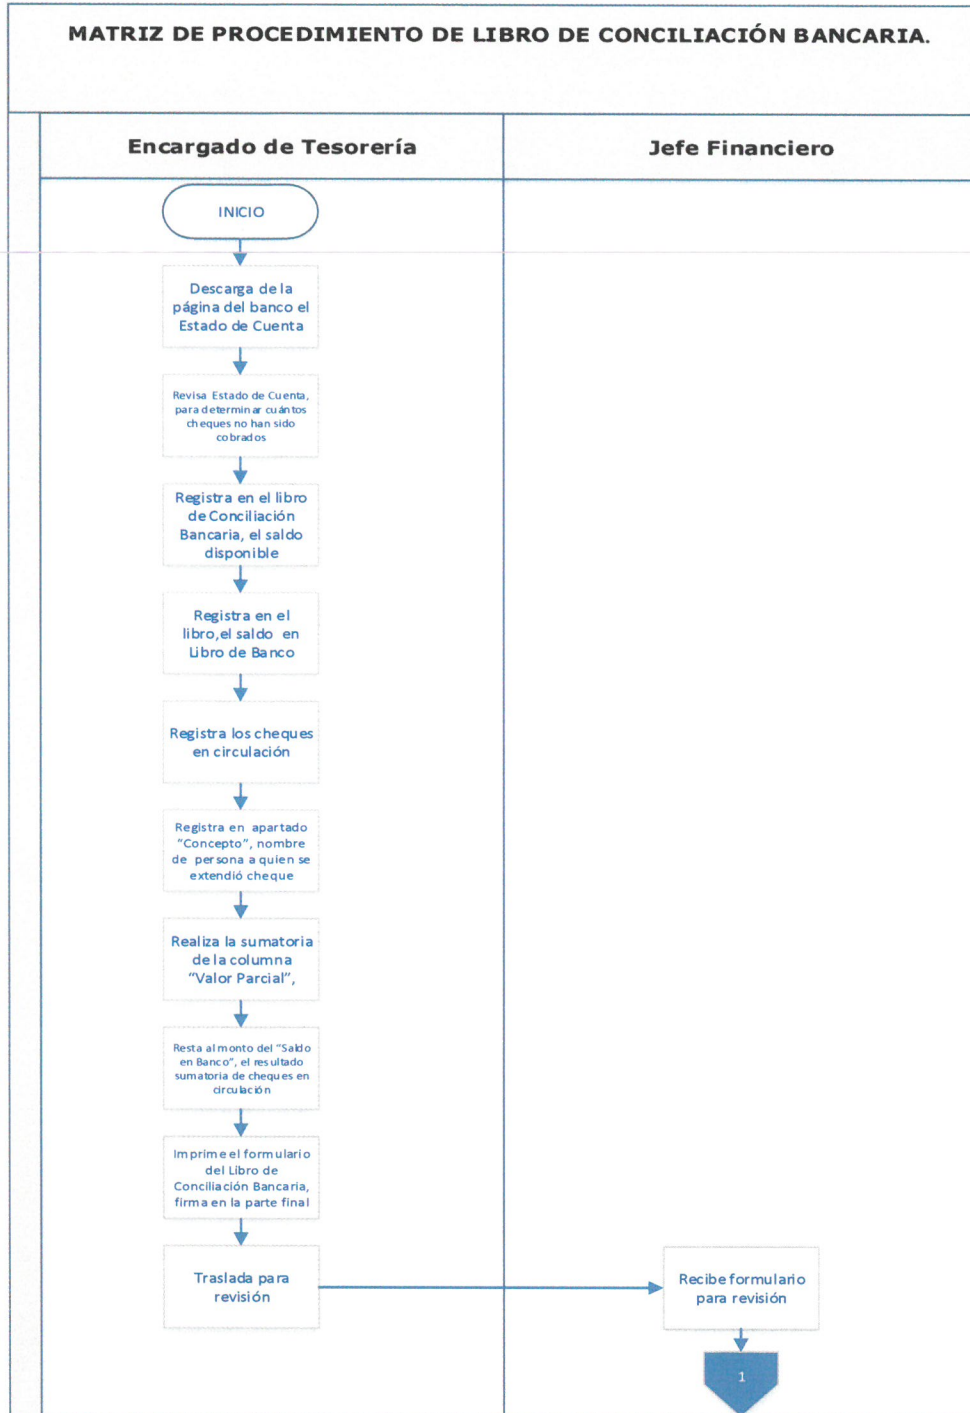 MATRIZ DE PROCEDIMIENTO DE LIBRO DE CONCILIACIÓN BANCARIA.
Encargado de Tesorería
Jefe Financiero
INICIO
Descarga de la
página del banco el
Estado de Cuenta
Revisa Estado de Cuenta,
para determinar cuántos
cheques no han sido
cobrados
Registra en el libro
de Conciliación
Bancaria, el saldo
disponible
Registra en el
libro,el saldo en
Libro de Banco
Registra los cheques
en circulación
Registra en apartado
“Concepto”, nombre
de persona a quien se
extendió cheque
Realiza la sumatoria
de la columna
“Valor Parcial”,
Resta al monto del “Saldo
en Banco”, el resultado
sumatoria de cheques en
circulación
Imprime el formulario
del Libro de
Conciliación Bancaria,
firma en la parte final
Traslada para
revisión
Recibe formulario
para revisión
1